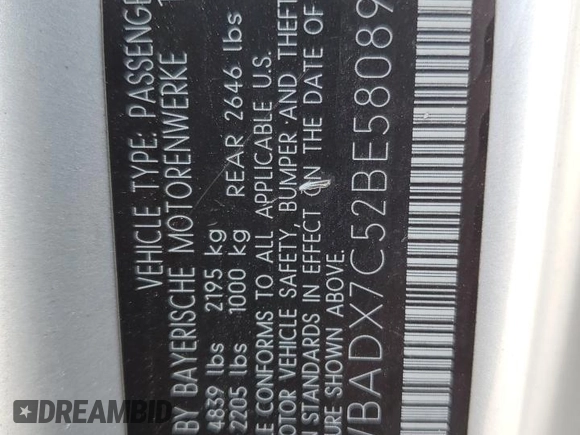 VEHICLE TYPE: PASSENGE
BY BAYERISCHE MOTORENWERKE
4839 lbs 2195 kg
2205 lbs 1000 kg REAR 2646 lbs
E CONFORMS TO ALL APPLICABLE U.S.
OTOR VEHICLE SAFETY, BUMPER AND THEFT
STANDARDS IN EFFECT ON THE DATE OF
URE SHOWN ABOVE.
WBADX7C52BE58089
DREAMBID